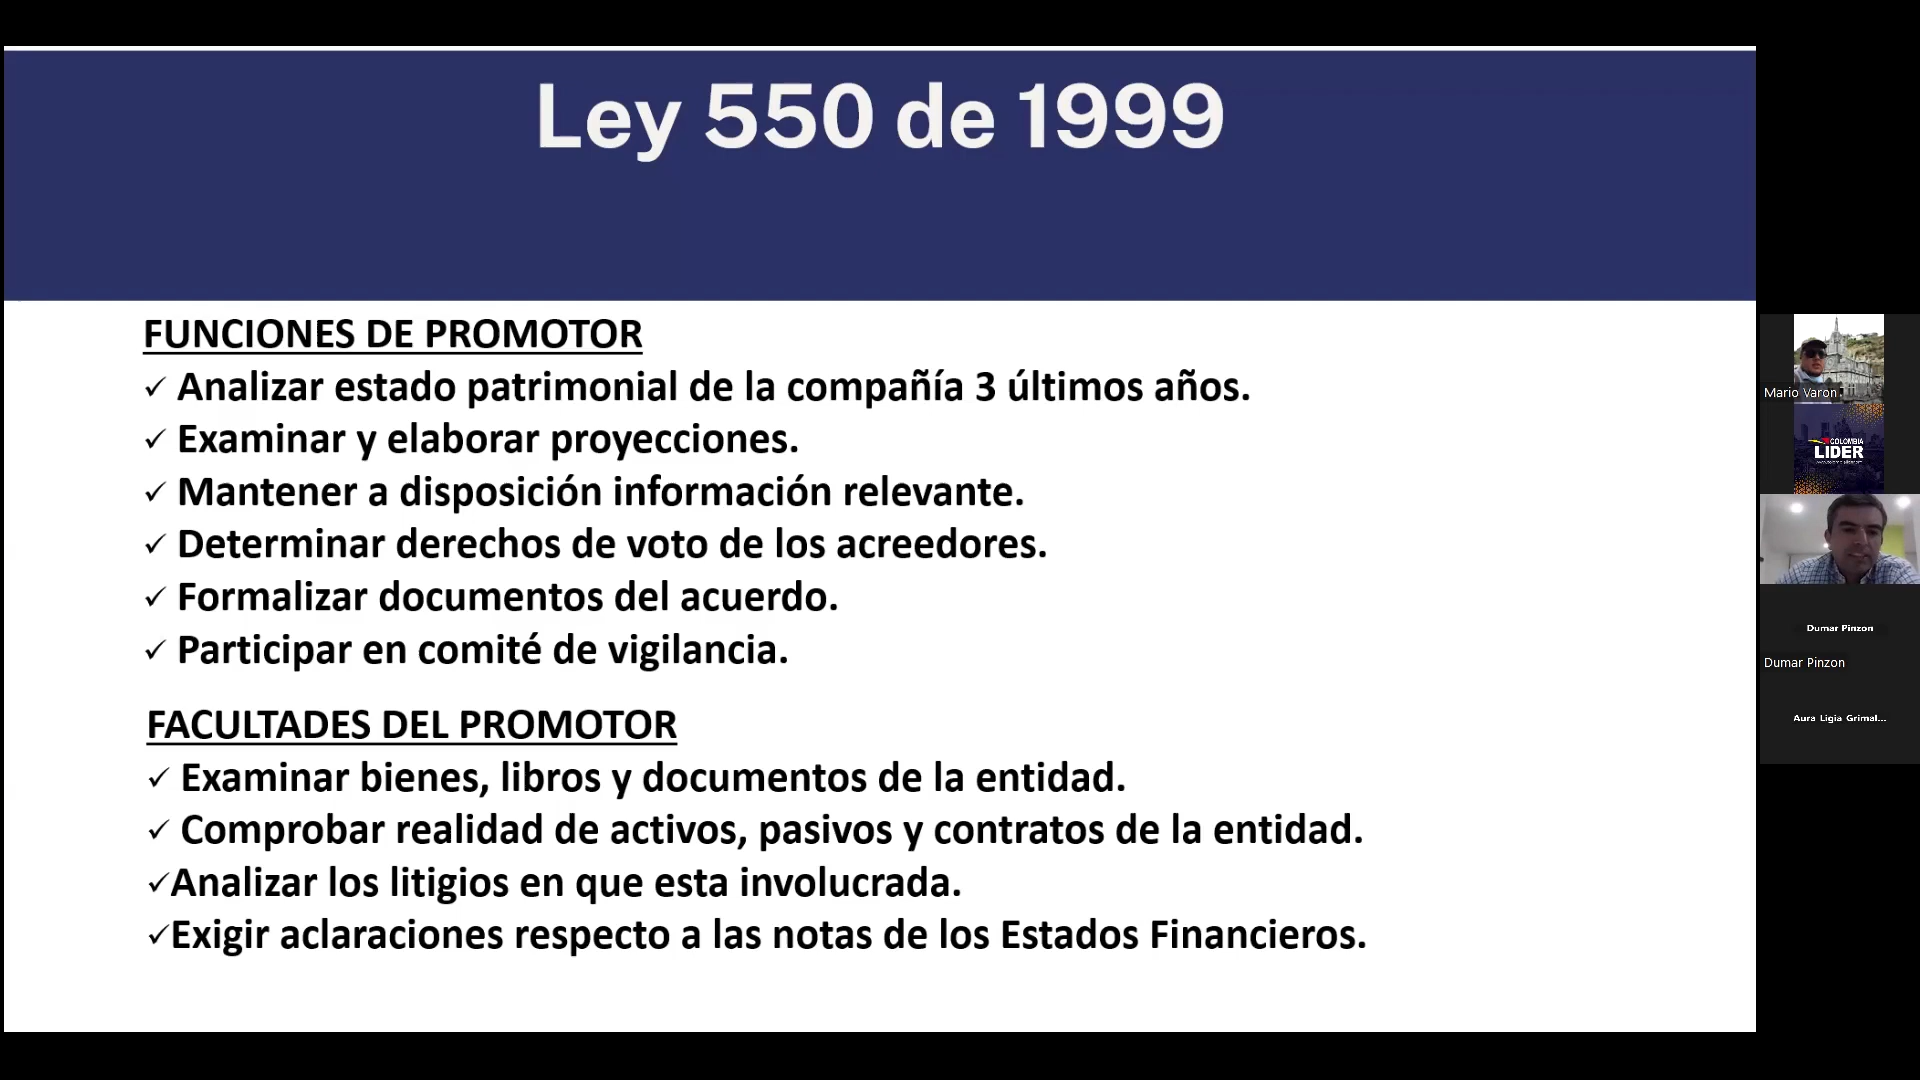 Ley 550 de 1999
FUNCIONES DE PROMOTOR
✓ Analizar estado patrimonial de la compañía 3 últimos años.
✓ Examinar y elaborar proyecciones.
✓ Mantener a disposición información relevante.
✓ Determinar derechos de voto de los acreedores.
✓ Formalizar documentos del acuerdo.
✓ Participar en comité de vigilancia.
FACULTADES DEL PROMOTOR
✓ Examinar bienes, libros y documentos de la entidad.
✓ Comprobar realidad de activos, pasivos y contratos de la entidad.
✓Analizar los litigios en que esta involucrada.
✓Exigir aclaraciones respecto a las notas de los Estados Financieros.
Mario Varon
COLOMBIA
LIDER
Dumar Pinzon
Dumar Pinzon
Aura Ligia Grimal...